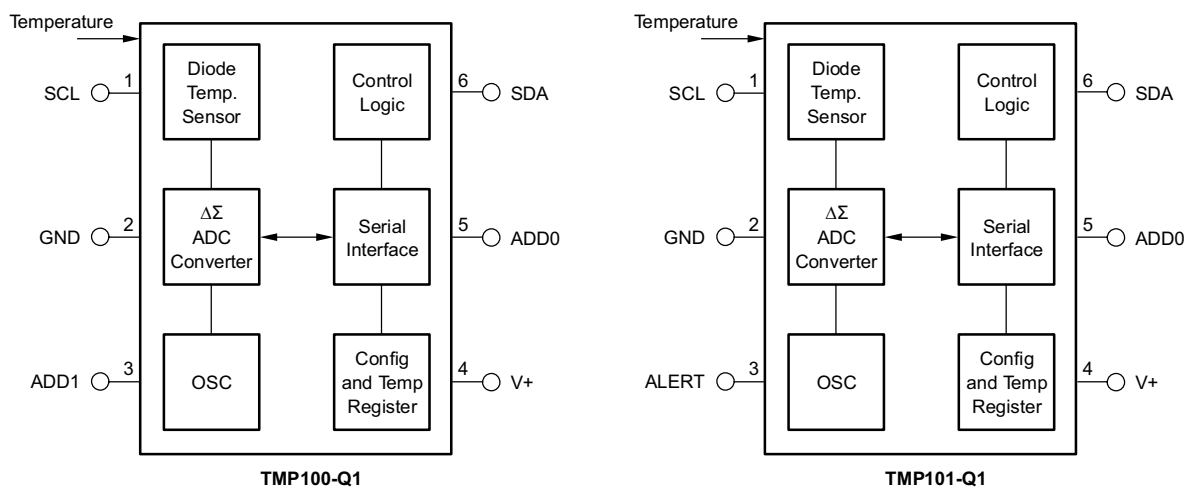 Temperature
1
SCL
Diode
Temp.
Sensor
Control
Logic
6
SDA
2
GND
ΔΣ
ADC
Converter
Serial
Interface
5
ADD0
3
ADD1
OSC
Config
and Temp
Register
4
V+
TMP100-Q1
Temperature
1
SCL
Diode
Temp.
Sensor
Control
Logic
6
SDA
2
GND
ΔΣ
ADC
Converter
Serial
Interface
5
ADD0
3
ALERT
OSC
Config
and Temp
Register
4
V+
TMP101-Q1